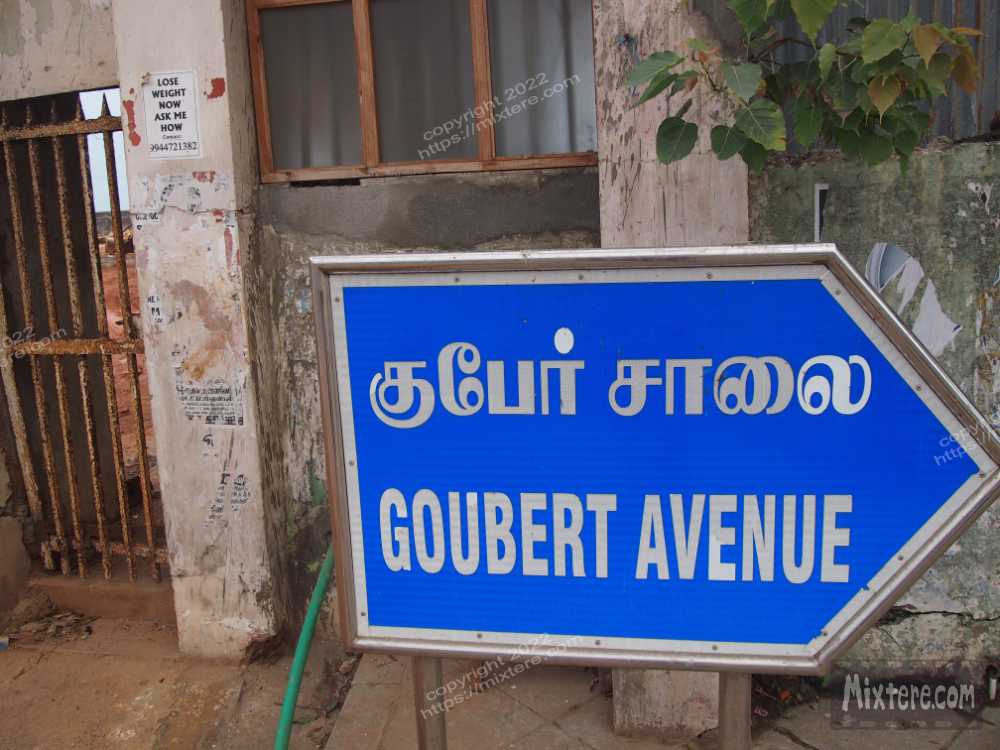 LOSE
WEIGHT
NOW
ASK ME
HOW
Contact:
9944721382
குபேர் சாலை
GOUBERT AVENUE
copyright 2022
https://mixtere.com
copyright 2022
https://mixtere.com
Mixtere.com